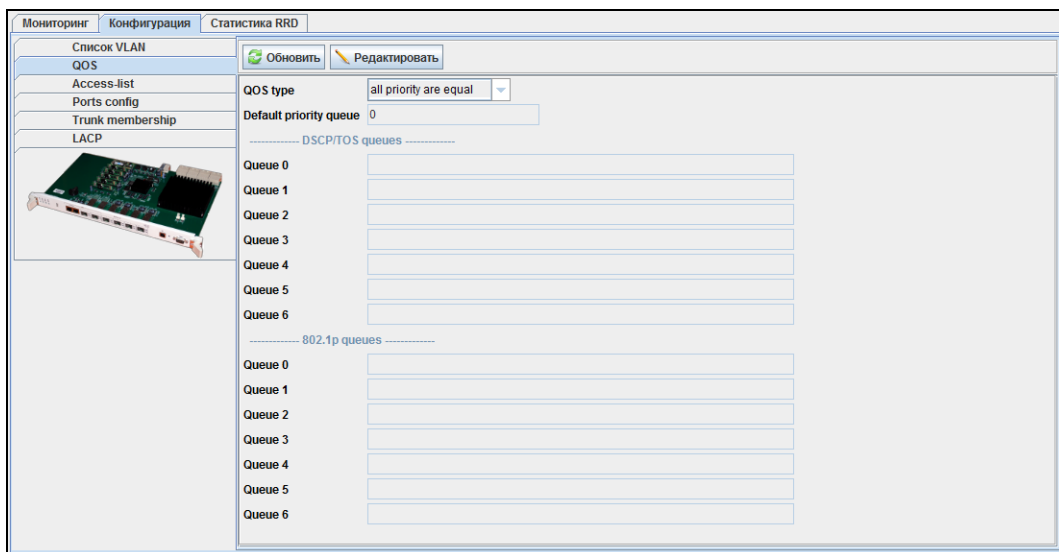 Мониторинг Конфигурация Статистика RRD
Список VLAN
QOS
Access-list
Ports config
Trunk membership
LACP
Обновить Редактировать
QOS type all priority are equal
Default priority queue 0
------------- DSCP/TOS queues -------------
Queue 0
Queue 1
Queue 2
Queue 3
Queue 4
Queue 5
Queue 6
------------- 802.1p queues -------------
Queue 0
Queue 1
Queue 2
Queue 3
Queue 4
Queue 5
Queue 6